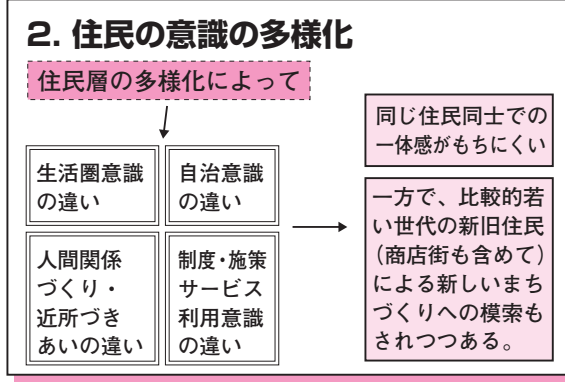 2. 住民の意識の多様化
住民層の多様化によって
生活圏意識
の違い
自治意識
の違い
人間関係
づくり・
近所づき
あいの違い
制度・施策
サービス
利用意識
の違い
同じ住民同士での
一体感がもちにくい
一方で、比較的若
い世代の新旧住民
（商店街も含めて）
による新しいまち
づくりへの模索も
されつつある。